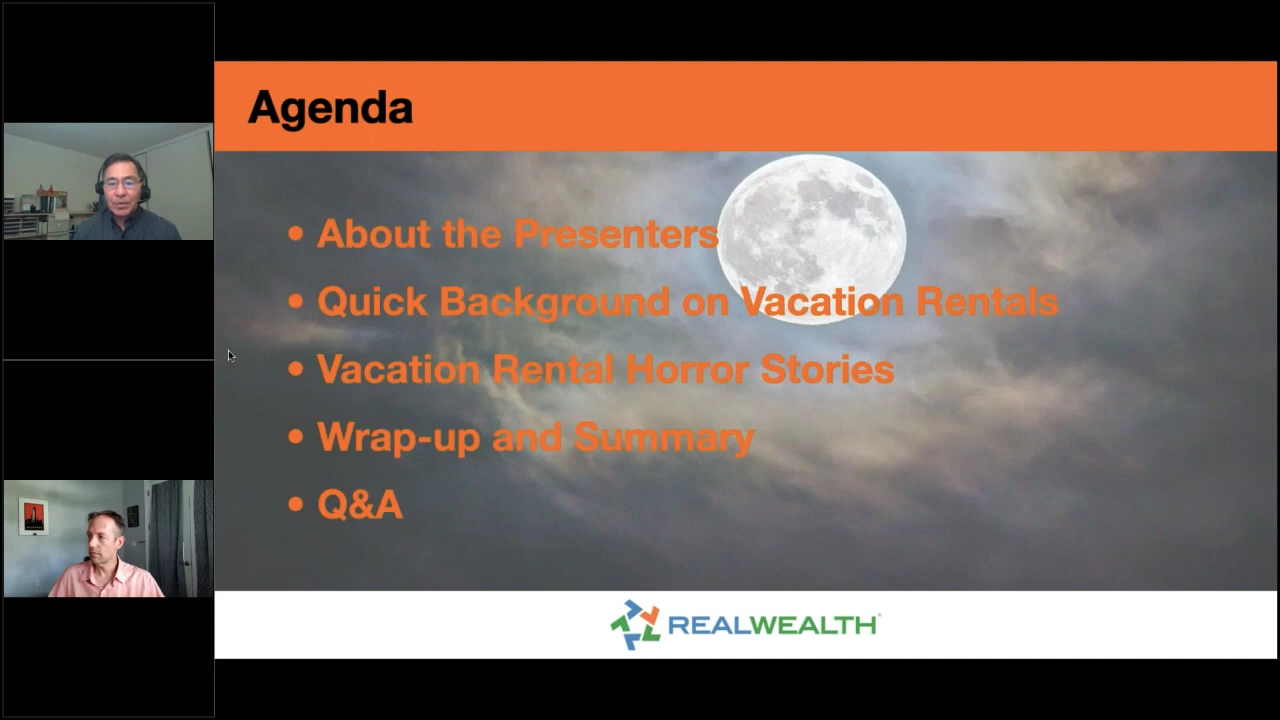 Agenda
• About the Presenters
• Quick Background on Vacation Rentals
• Vacation Rental Horror Stories
• Wrap-up and Summary
• Q&A
REALWEALTH